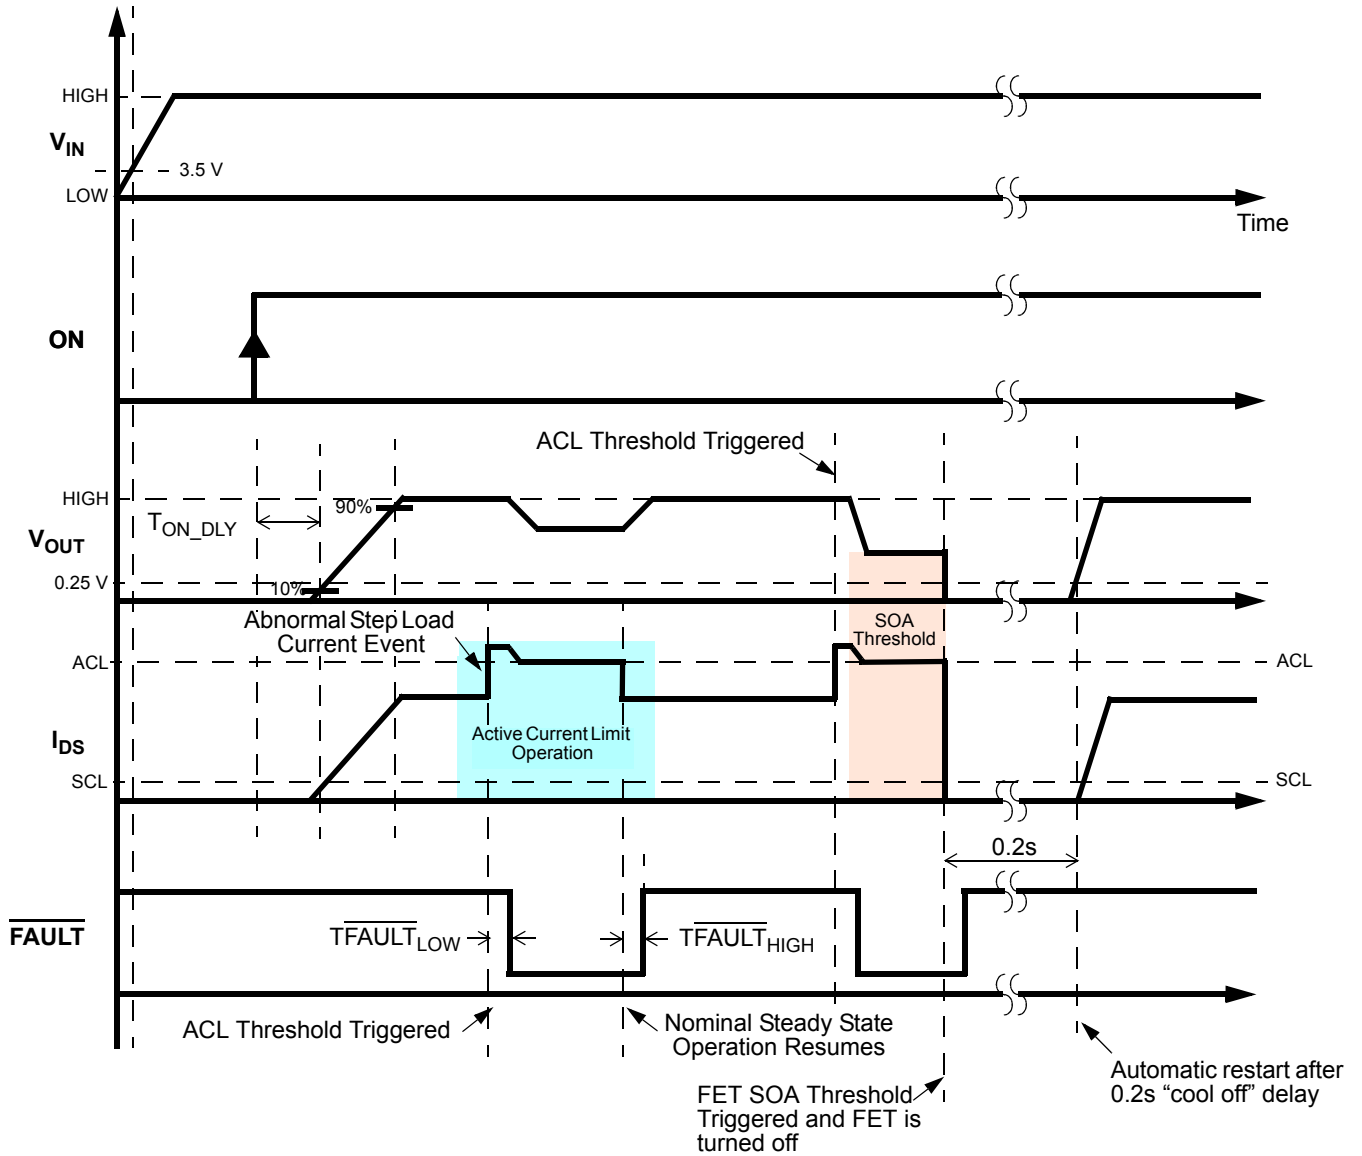 HIGH
VIN
3.5 V
LOW
Time
ON
ACL Threshold Triggered
HIGH
90%
TON_DLY
VOUT
0.25 V
10%
Abnormal Step Load
Current Event
SOA
Threshold
ACL
ACL
Active Current Limit
Operation
IDS
SCL
SCL
0.2s
FAULT
TFAULTLOW
TFAULTHIGH
ACL Threshold Triggered
Nominal Steady State
Operation Resumes
Automatic restart after
0.2s “cool off” delay
FET SOA Threshold
Triggered and FET is
turned off